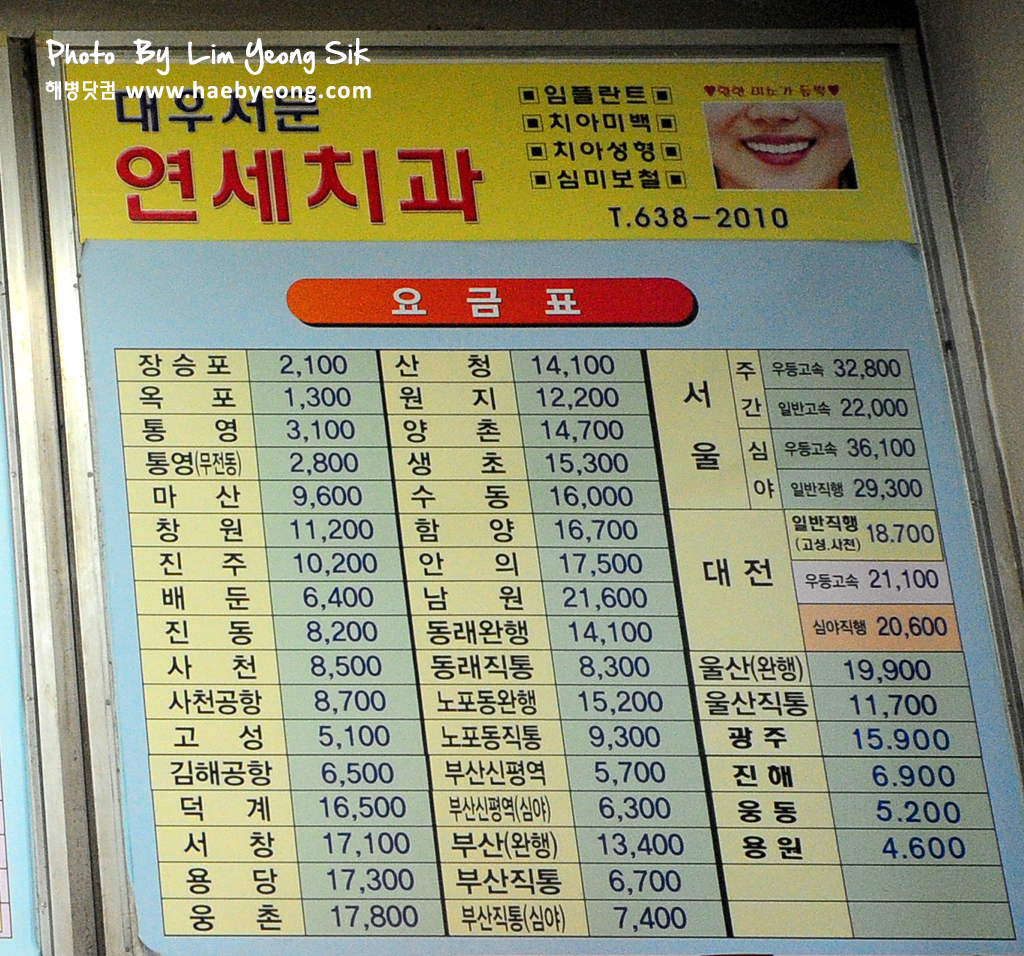 Photo By Lim Yeong Sik
해병닷컴 www.haebyeong.com
대우서문
연세치과
임플란트
치아미백
치아성형
심미보철
T.638-2010
요금표
장승포 2,100
옥포 1,300
통영 3,100
통영(무전동) 2,800
마산 9,600
창원 11,200
진주 10,200
배둔 6,400
진동 8,200
사천 8,500
사천공항 8,700
고성 5,100
김해공항 6,500
덕계 16,500
서창 17,100
용당 17,300
웅촌 17,800
산청 14,100
원지 12,200
양촌 14,700
생초 15,300
수동 16,000
함양 16,700
안의 17,500
남원 21,600
동래완행 14,100
동래직통 8,300
노포동완행 15,200
노포동직통 9,300
부산신평역 5,700
부산신평역(심야) 6,300
부산(완행) 13,400
부산직통 6,700
부산직통(심야) 7,400
서울
주간
우등고속 32,800
일반고속 22,000
심야
우등고속 36,100
일반직행 29,300
대전
일반직행
(고성.사천) 18.700
우등고속 21,100
심야직행 20,600
울산(완행) 19,900
울산직통 11,700
광주 15.900
진해 6.900
웅동 5.200
용원 4.600